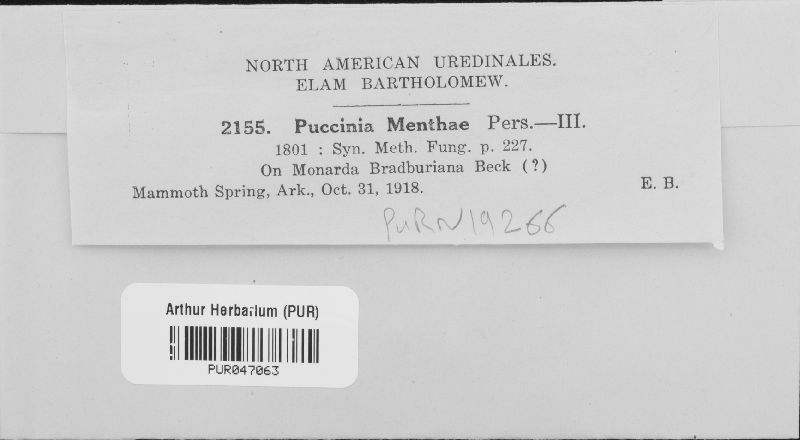 NORTH AMERICAN UREDINALES.
ELAM BARTHOLOMEW.
2155. Puccinia Menthae Pers.—III.
1801 : Syn. Meth. Fung. p. 227.
On Monarda Bradburiana Beck (?)
Mammoth Spring, Ark., Oct. 31, 1918. E. B.
PURN19266
Arthur Herbarium (PUR)
PUR047063